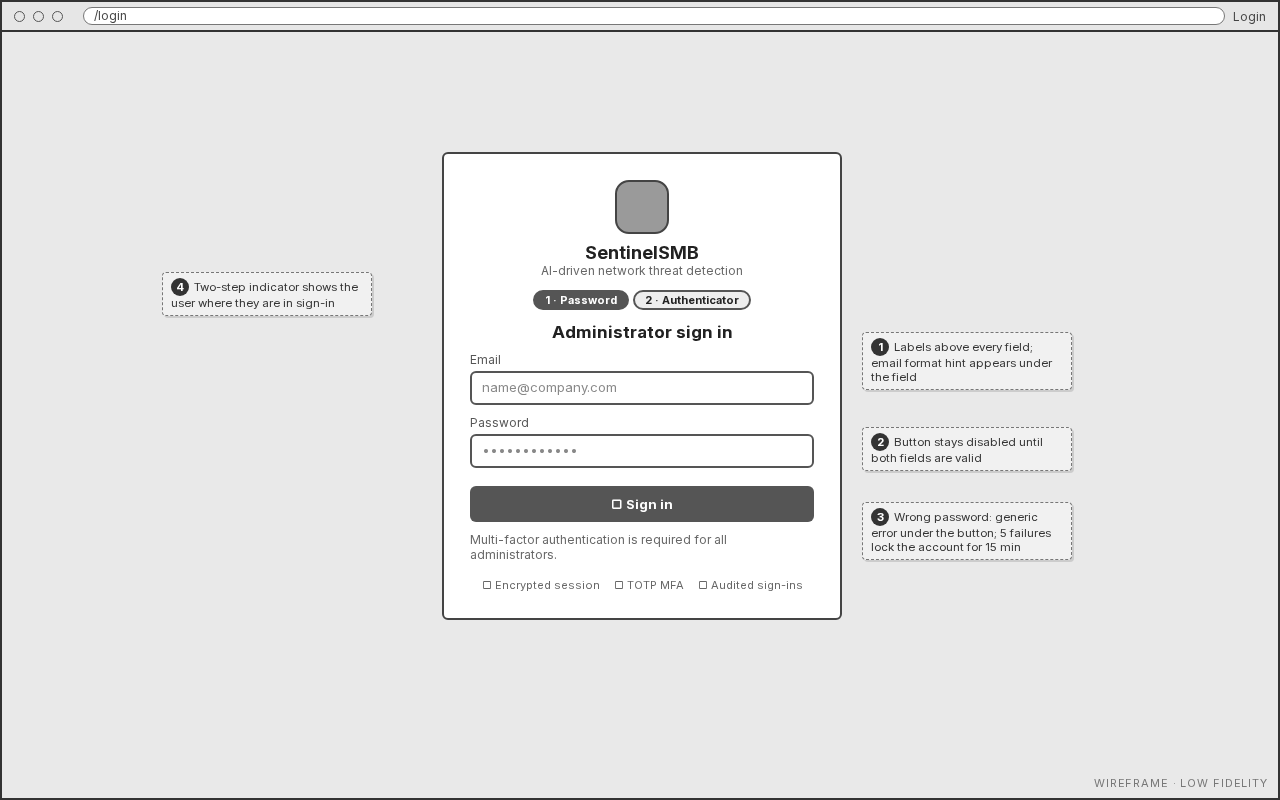 /login
Login
SentinelSMB
AI-driven network threat detection
1 · Password
2 · Authenticator
Administrator sign in
Email
name@company.com
Password
••••••••••••
Sign in
Multi-factor authentication is required for all
administrators.
Encrypted session
TOTP MFA
Audited sign-ins
4 Two-step indicator shows the
user where they are in sign-in
1 Labels above every field;
email format hint appears under
the field
2 Button stays disabled until
both fields are valid
3 Wrong password: generic
error under the button; 5 failures
lock the account for 15 min
WIREFRAME · LOW FIDELITY